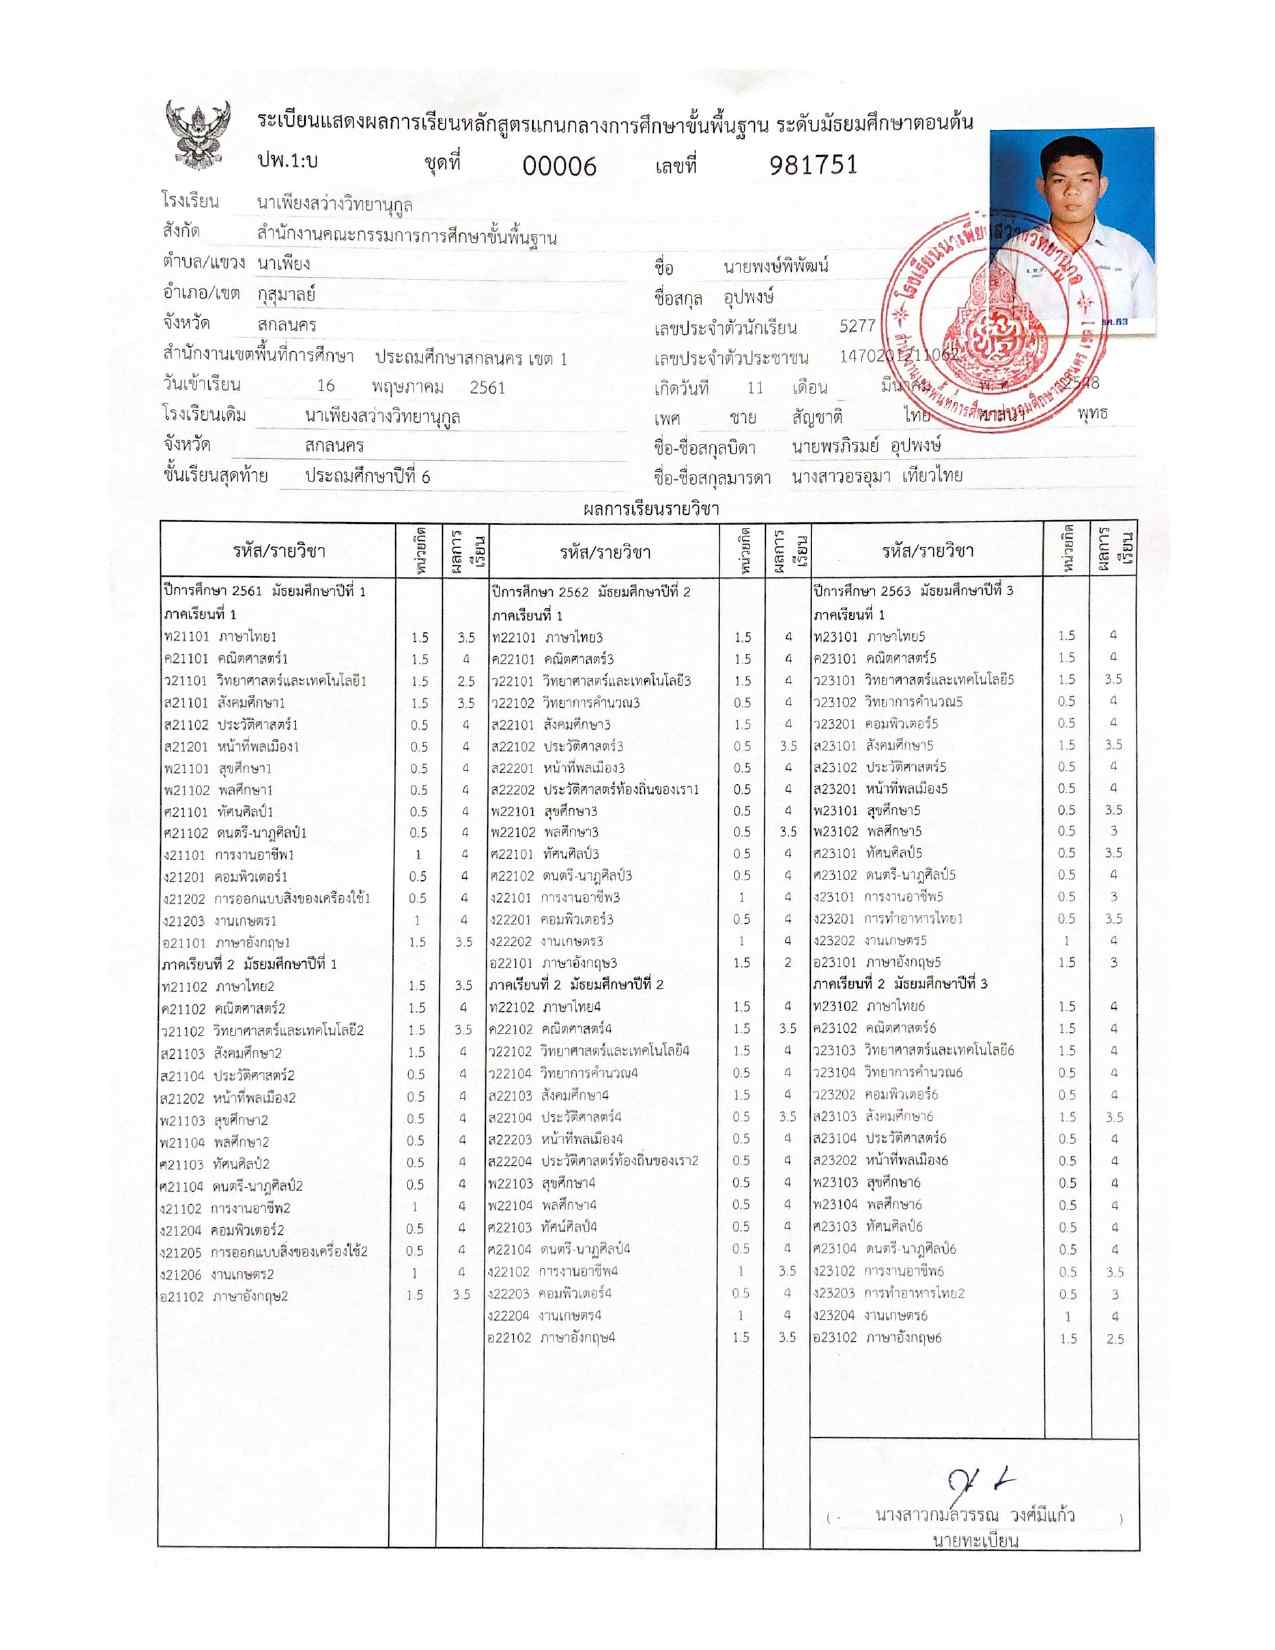 ระเบียนแสดงผลการเรียนหลักสูตรแกนกลางการศึกษาขั้นพื้นฐาน ระดับมัธยมศึกษาตอนต้น
ปพ.1:บ ชุดที่ 00006 เลขที่ 981751
โรงเรียน นาเพียงสว่างวิทยานุกูล
สังกัด สำนักงานคณะกรรมการการศึกษาขั้นพื้นฐาน
ตำบล/แขวง นาเพียง
อำเภอ/เขต กุสุมาลย์
จังหวัด สกลนคร
สำนักงานเขตพื้นที่การศึกษา ประถมศึกษาสกลนคร เขต 1
วันเข้าเรียน 16 พฤษภาคม 2561
โรงเรียนเดิม นาเพียงสว่างวิทยานุกูล
จังหวัด สกลนคร
ชั้นเรียนสุดท้าย ประถมศึกษาปีที่ 6
ชื่อ นายพงษ์พิพัฒน์
ชื่อสกุล อุปพงษ์
เลขประจำตัวนักเรียน 5277
เลขประจำตัวประชาชน 1470201211062
เกิดวันที่ 11 เดือน มีนาคม พ.ศ. 2548
เพศ ชาย สัญชาติ ไทย ศาสนา พุทธ
ชื่อ-ชื่อสกุลบิดา นายพรภิรมย์ อุปพงษ์
ชื่อ-ชื่อสกุลมารดา นางสาวอรอุมา เทียวไทย
โรงเรียนนาเพียงสว่างวิทยานุกูล
สำนักงานเขตพื้นที่การศึกษาประถมศึกษาสกลนคร เขต 1
ผลการเรียนรายวิชา
รหัส/รายวิชา หน่วยกิต ผลการเรียน
ปีการศึกษา 2561 มัธยมศึกษาปีที่ 1
ภาคเรียนที่ 1
ท21101 ภาษาไทย1 1.5 3.5
ค21101 คณิตศาสตร์1 1.5 4
ว21101 วิทยาศาสตร์และเทคโนโลยี1 1.5 2.5
ส21101 สังคมศึกษา1 1.5 3.5
ส21102 ประวัติศาสตร์1 0.5 4
ส21201 หน้าที่พลเมือง1 0.5 4
พ21101 สุขศึกษา1 0.5 4
พ21102 พลศึกษา1 0.5 4
ศ21101 ทัศนศิลป์1 0.5 4
ศ21102 ดนตรี-นาฏศิลป์1 0.5 4
ง21101 การงานอาชีพ1 1 4
ง21201 คอมพิวเตอร์1 0.5 4
ง21202 การออกแบบสิ่งของเครื่องใช้1 0.5 4
ง21203 งานเกษตร1 1 4
อ21101 ภาษาอังกฤษ1 1.5 3.5
ภาคเรียนที่ 2 มัธยมศึกษาปีที่ 1
ท21102 ภาษาไทย2 1.5 3.5
ค21102 คณิตศาสตร์2 1.5 4
ว21102 วิทยาศาสตร์และเทคโนโลยี2 1.5 3.5
ส21103 สังคมศึกษา2 1.5 4
ส21104 ประวัติศาสตร์2 0.5 4
ส21202 หน้าที่พลเมือง2 0.5 4
พ21103 สุขศึกษา2 0.5 4
พ21104 พลศึกษา2 0.5 4
ศ21103 ทัศนศิลป์2 0.5 4
ศ21104 ดนตรี-นาฏศิลป์2 0.5 4
ง21102 การงานอาชีพ2 1 4
ง21204 คอมพิวเตอร์2 0.5 4
ง21205 การออกแบบสิ่งของเครื่องใช้2 0.5 4
ง21206 งานเกษตร2 1 4
อ21102 ภาษาอังกฤษ2 1.5 3.5
รหัส/รายวิชา หน่วยกิต ผลการเรียน
ปีการศึกษา 2562 มัธยมศึกษาปีที่ 2
ภาคเรียนที่ 1
ท22101 ภาษาไทย3 1.5 4
ค22101 คณิตศาสตร์3 1.5 4
ว22101 วิทยาศาสตร์และเทคโนโลยี3 1.5 4
ว22102 วิทยาการคำนวณ3 0.5 4
ส22101 สังคมศึกษา3 1.5 4
ส22102 ประวัติศาสตร์3 0.5 3.5
ส22201 หน้าที่พลเมือง3 0.5 4
ส22202 ประวัติศาสตร์ท้องถิ่นของเรา1 0.5 4
พ22101 สุขศึกษา3 0.5 4
พ22102 พลศึกษา3 0.5 3.5
ศ22101 ทัศนศิลป์3 0.5 4
ศ22102 ดนตรี-นาฏศิลป์3 0.5 4
ง22101 การงานอาชีพ3 1 4
ง22201 คอมพิวเตอร์3 0.5 4
ง22202 งานเกษตร3 1 4
อ22101 ภาษาอังกฤษ3 1.5 2
ภาคเรียนที่ 2 มัธยมศึกษาปีที่ 2
ท22102 ภาษาไทย4 1.5 4
ค22102 คณิตศาสตร์4 1.5 3.5
ว22102 วิทยาศาสตร์และเทคโนโลยี4 1.5 4
ว22104 วิทยาการคำนวณ4 0.5 4
ส22103 สังคมศึกษา4 1.5 4
ส22104 ประวัติศาสตร์4 0.5 3.5
ส22203 หน้าที่พลเมือง4 0.5 4
ส22204 ประวัติศาสตร์ท้องถิ่นของเรา2 0.5 4
พ22103 สุขศึกษา4 0.5 4
พ22104 พลศึกษา4 0.5 4
ศ22103 ทัศน์ศิลป์4 0.5 4
ศ22104 ดนตรี-นาฏศิลป์4 0.5 4
ง22102 การงานอาชีพ4 1 3.5
ง22203 คอมพิวเตอร์4 0.5 4
ง22204 งานเกษตร4 1 4
อ22102 ภาษาอังกฤษ4 1.5 3.5
รหัส/รายวิชา หน่วยกิต ผลการเรียน
ปีการศึกษา 2563 มัธยมศึกษาปีที่ 3
ภาคเรียนที่ 1
ท23101 ภาษาไทย5 1.5 4
ค23101 คณิตศาสตร์5 1.5 4
ว23101 วิทยาศาสตร์และเทคโนโลยี5 1.5 3.5
ว23102 วิทยาการคำนวณ5 0.5 4
ว23201 คอมพิวเตอร์5 0.5 4
ส23101 สังคมศึกษา5 1.5 3.5
ส23102 ประวัติศาสตร์5 0.5 4
ส23201 หน้าที่พลเมือง5 0.5 4
พ23101 สุขศึกษา5 0.5 3.5
พ23102 พลศึกษา5 0.5 3
ศ23101 ทัศนศิลป์5 0.5 3.5
ศ23102 ดนตรี-นาฏศิลป์5 0.5 4
ง23101 การงานอาชีพ5 0.5 3
ง23201 การทำอาหารไทย1 0.5 3.5
ง23202 งานเกษตร5 1 4
อ23101 ภาษาอังกฤษ5 1.5 3
ภาคเรียนที่ 2 มัธยมศึกษาปีที่ 3
ท23102 ภาษาไทย6 1.5 4
ค23102 คณิตศาสตร์6 1.5 4
ว23103 วิทยาศาสตร์และเทคโนโลยี6 1.5 4
ว23104 วิทยาการคำนวณ6 0.5 4
ว23202 คอมพิวเตอร์6 0.5 4
ส23103 สังคมศึกษา6 1.5 3.5
ส23104 ประวัติศาสตร์6 0.5 4
ส23202 หน้าที่พลเมือง6 0.5 4
พ23103 สุขศึกษา6 0.5 4
พ23104 พลศึกษา6 0.5 4
ศ23103 ทัศนศิลป์6 0.5 4
ศ23104 ดนตรี-นาฏศิลป์6 0.5 4
ง23102 การงานอาชีพ6 0.5 3.5
ง23203 การทำอาหารไทย2 0.5 3
ง23204 งานเกษตร6 1 4
อ23102 ภาษาอังกฤษ6 1.5 2.5
( นางสาวกมลวรรณ วงศ์มีแก้ว )
นายทะเบียน